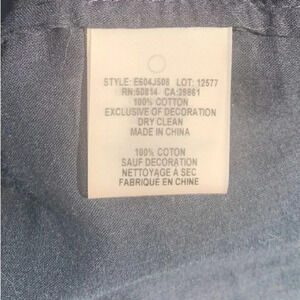 STYLE: E604J508 LOT: 12577
RN:50814 CA:28861
100% COTTON
EXCLUSIVE OF DECORATION
DRY CLEAN
MADE IN CHINA
100% COTON
SAUF DECORATION
NETTOYAGE À SEC
FABRIQUÉ EN CHINE